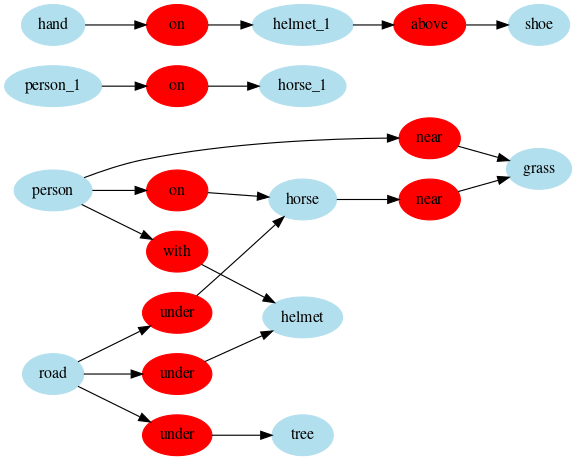 hand on helmet_1 above shoe
person_1 on horse_1
near
grass
person on horse near
with
under helmet
road under
under tree